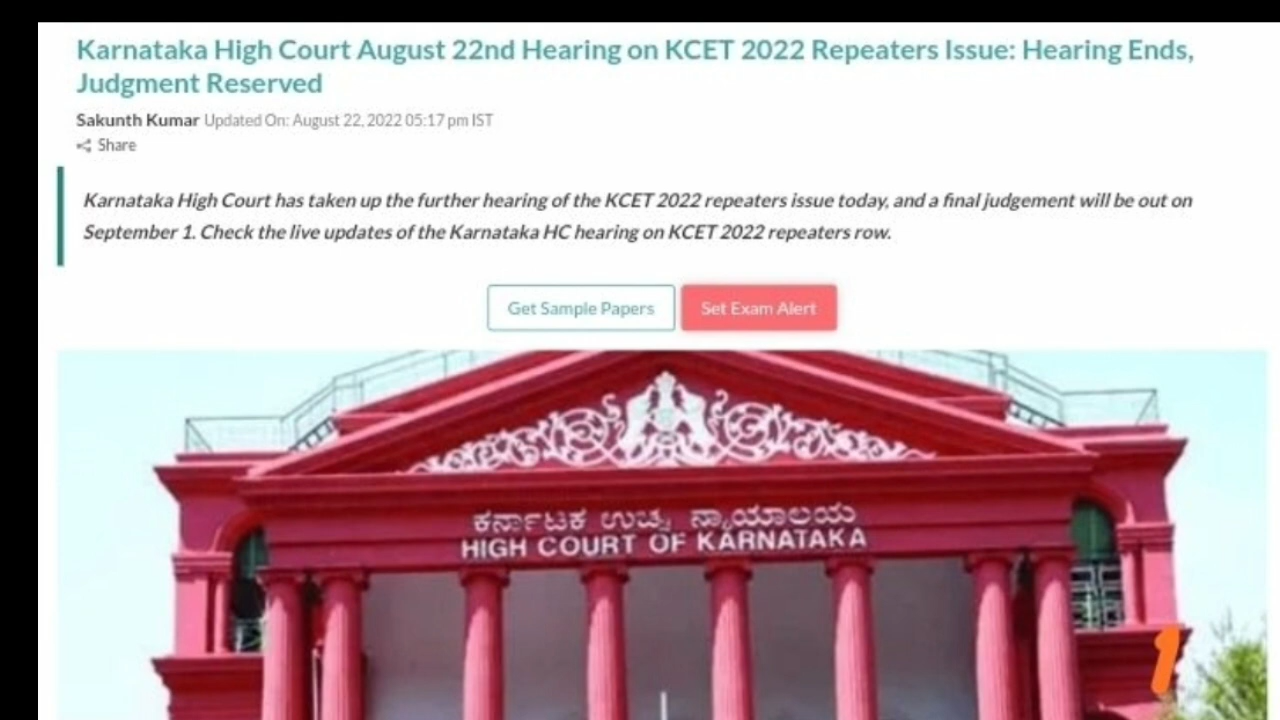 Karnataka High Court August 22nd Hearing on KCET 2022 Repeaters Issue: Hearing Ends,
Judgment Reserved
Sakunth Kumar Updated On: August 22, 2022 05:17 pm IST
Share
Karnataka High Court has taken up the further hearing of the KCET 2022 repeaters issue today, and a final judgement will be out on
September 1. Check the live updates of the Karnataka HC hearing on KCET 2022 repeaters row.
Get Sample Papers Set Exam Alert
ಕರ್ನಾಟಕ ಉಚ್ಚ ನ್ಯಾಯಾಲಯ
HIGH COURT OF KARNATAKA
1